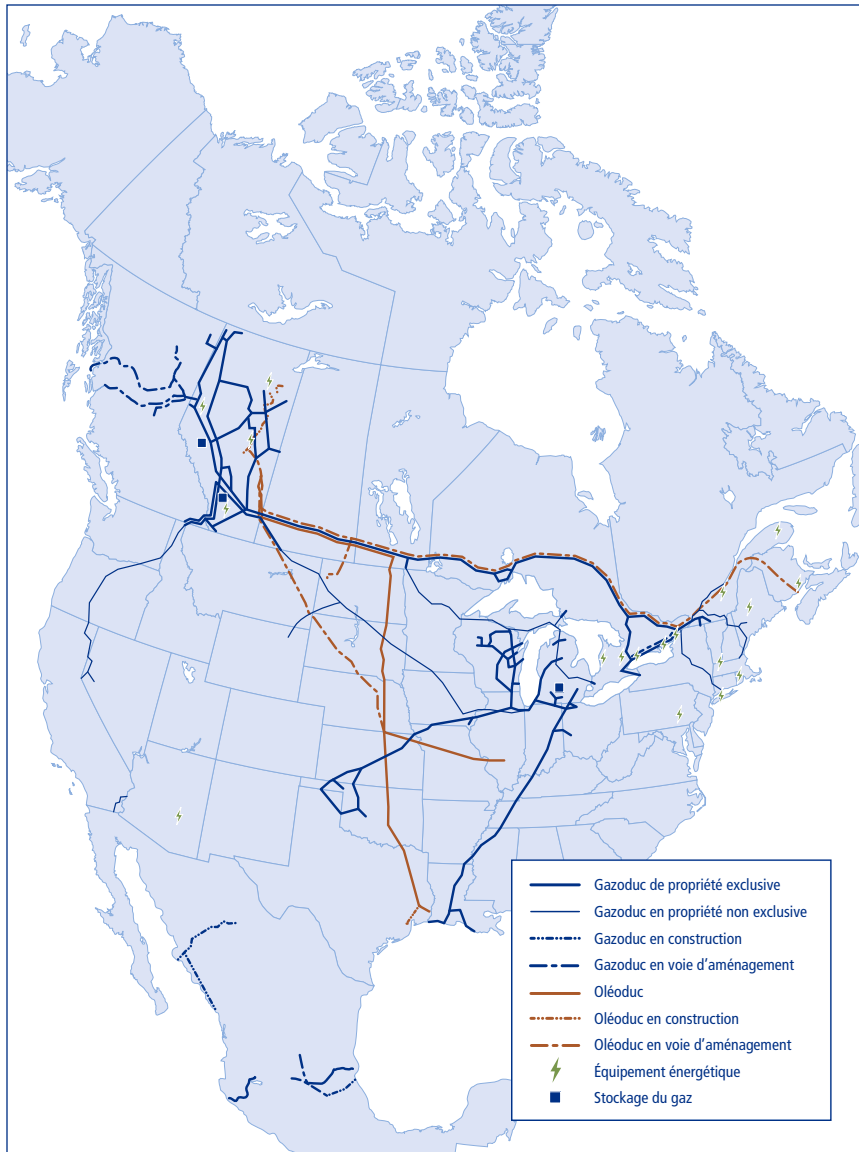 Gazoduc de propriété exclusive
Gazoduc en propriété non exclusive
Gazoduc en construction
Gazoduc en voie d'aménagement
Oléoduc
Oléoduc en construction
Oléoduc en voie d'aménagement
Équipement énergétique
Stockage du gaz